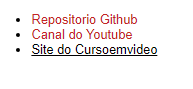 Repositorio Github
Canal do Youtube
Site do Cursoemvideo